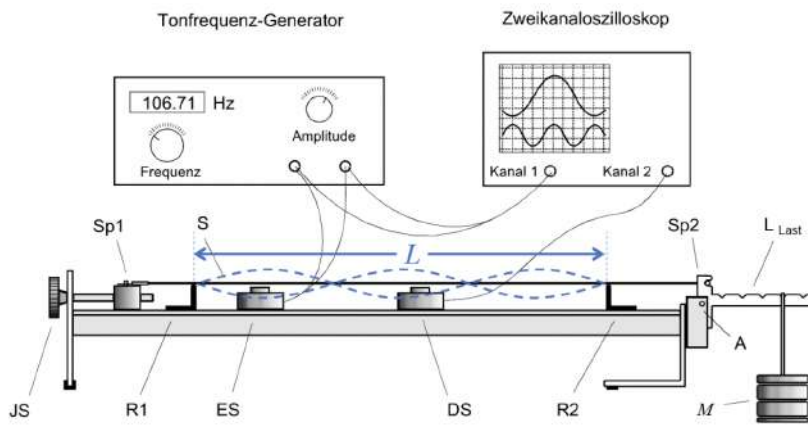 Tonfrequenz-Generator
Zweikanaloszilloskop
106.71 Hz
Amplitude
Frequenz
Kanal 1
Kanal 2
Sp1
S
L
Sp2
L Last
JS
R1
ES
DS
R2
A
M